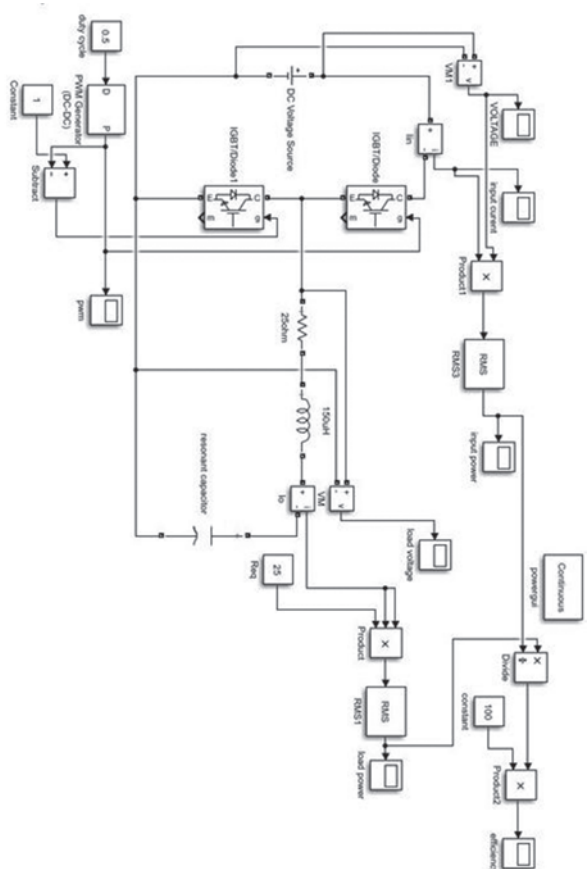 duty cycle
0.5
D
P
PWM Generator
(DC-DC)
Constant
1
Subtract
+
-
pwm
DC Voltage Source
+
IGBT/Diode1
E
C
m
g
IGBT/Diode
E
C
m
g
Iin
+
-
i
VM1
+
-
v
VOLTAGE
input curent
Product1
×
RMS
RMS3
input power
25ohm
150uH
Io
+
-
i
VM
+
-
v
load voltage
resonant capacitor
+
25
Req
Product
×
RMS
RMS1
load power
Continuous
powergui
Divide
×
÷
100
constant
Product2
×
efficienc